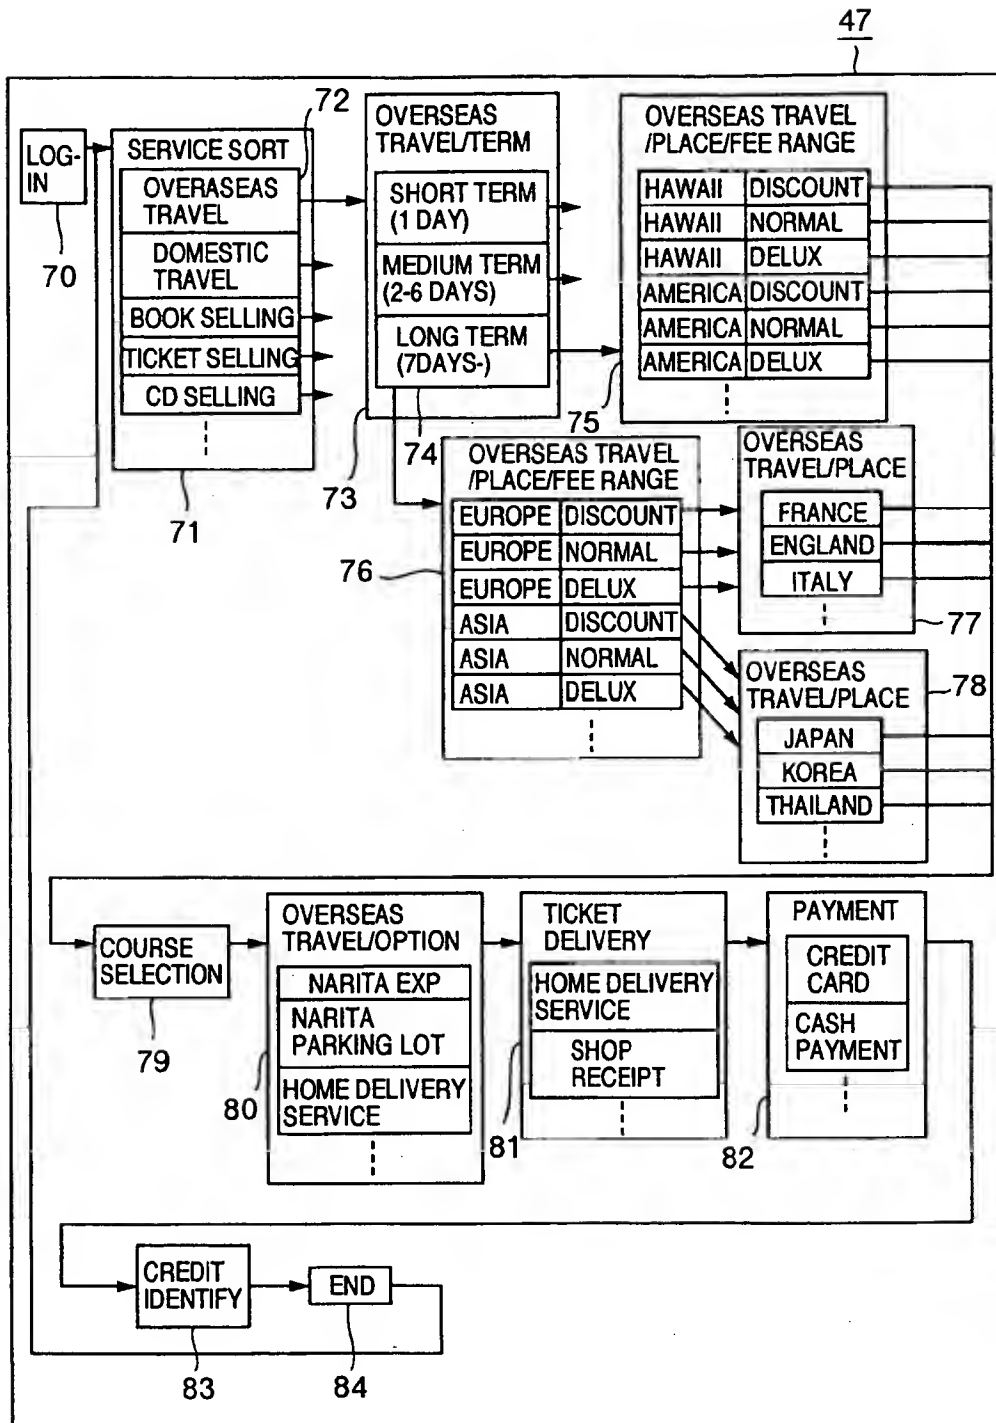 47
LOG-
IN
70
SERVICE SORT
72
OVERASEAS
TRAVEL
DOMESTIC
TRAVEL
BOOK SELLING
TICKET SELLING
CD SELLING
71
OVERSEAS
TRAVEL/TERM
SHORT TERM
(1 DAY)
MEDIUM TERM
(2-6 DAYS)
LONG TERM
(7DAYS-)
73
74
OVERSEAS TRAVEL
/PLACE/FEE RANGE
HAWAII DISCOUNT
HAWAII NORMAL
HAWAII DELUX
AMERICA DISCOUNT
AMERICA NORMAL
AMERICA DELUX
75
OVERSEAS TRAVEL
/PLACE/FEE RANGE
EUROPE DISCOUNT
EUROPE NORMAL
EUROPE DELUX
ASIA DISCOUNT
ASIA NORMAL
ASIA DELUX
76
OVERSEAS
TRAVEL/PLACE
FRANCE
ENGLAND
ITALY
77
OVERSEAS
TRAVEL/PLACE
78
JAPAN
KOREA
THAILAND
COURSE
SELECTION
79
OVERSEAS
TRAVEL/OPTION
NARITA EXP
NARITA
PARKING LOT
HOME DELIVERY
SERVICE
80
TICKET
DELIVERY
HOME DELIVERY
SERVICE
SHOP
RECEIPT
81
PAYMENT
CREDIT
CARD
CASH
PAYMENT
82
CREDIT
IDENTIFY
83
END
84